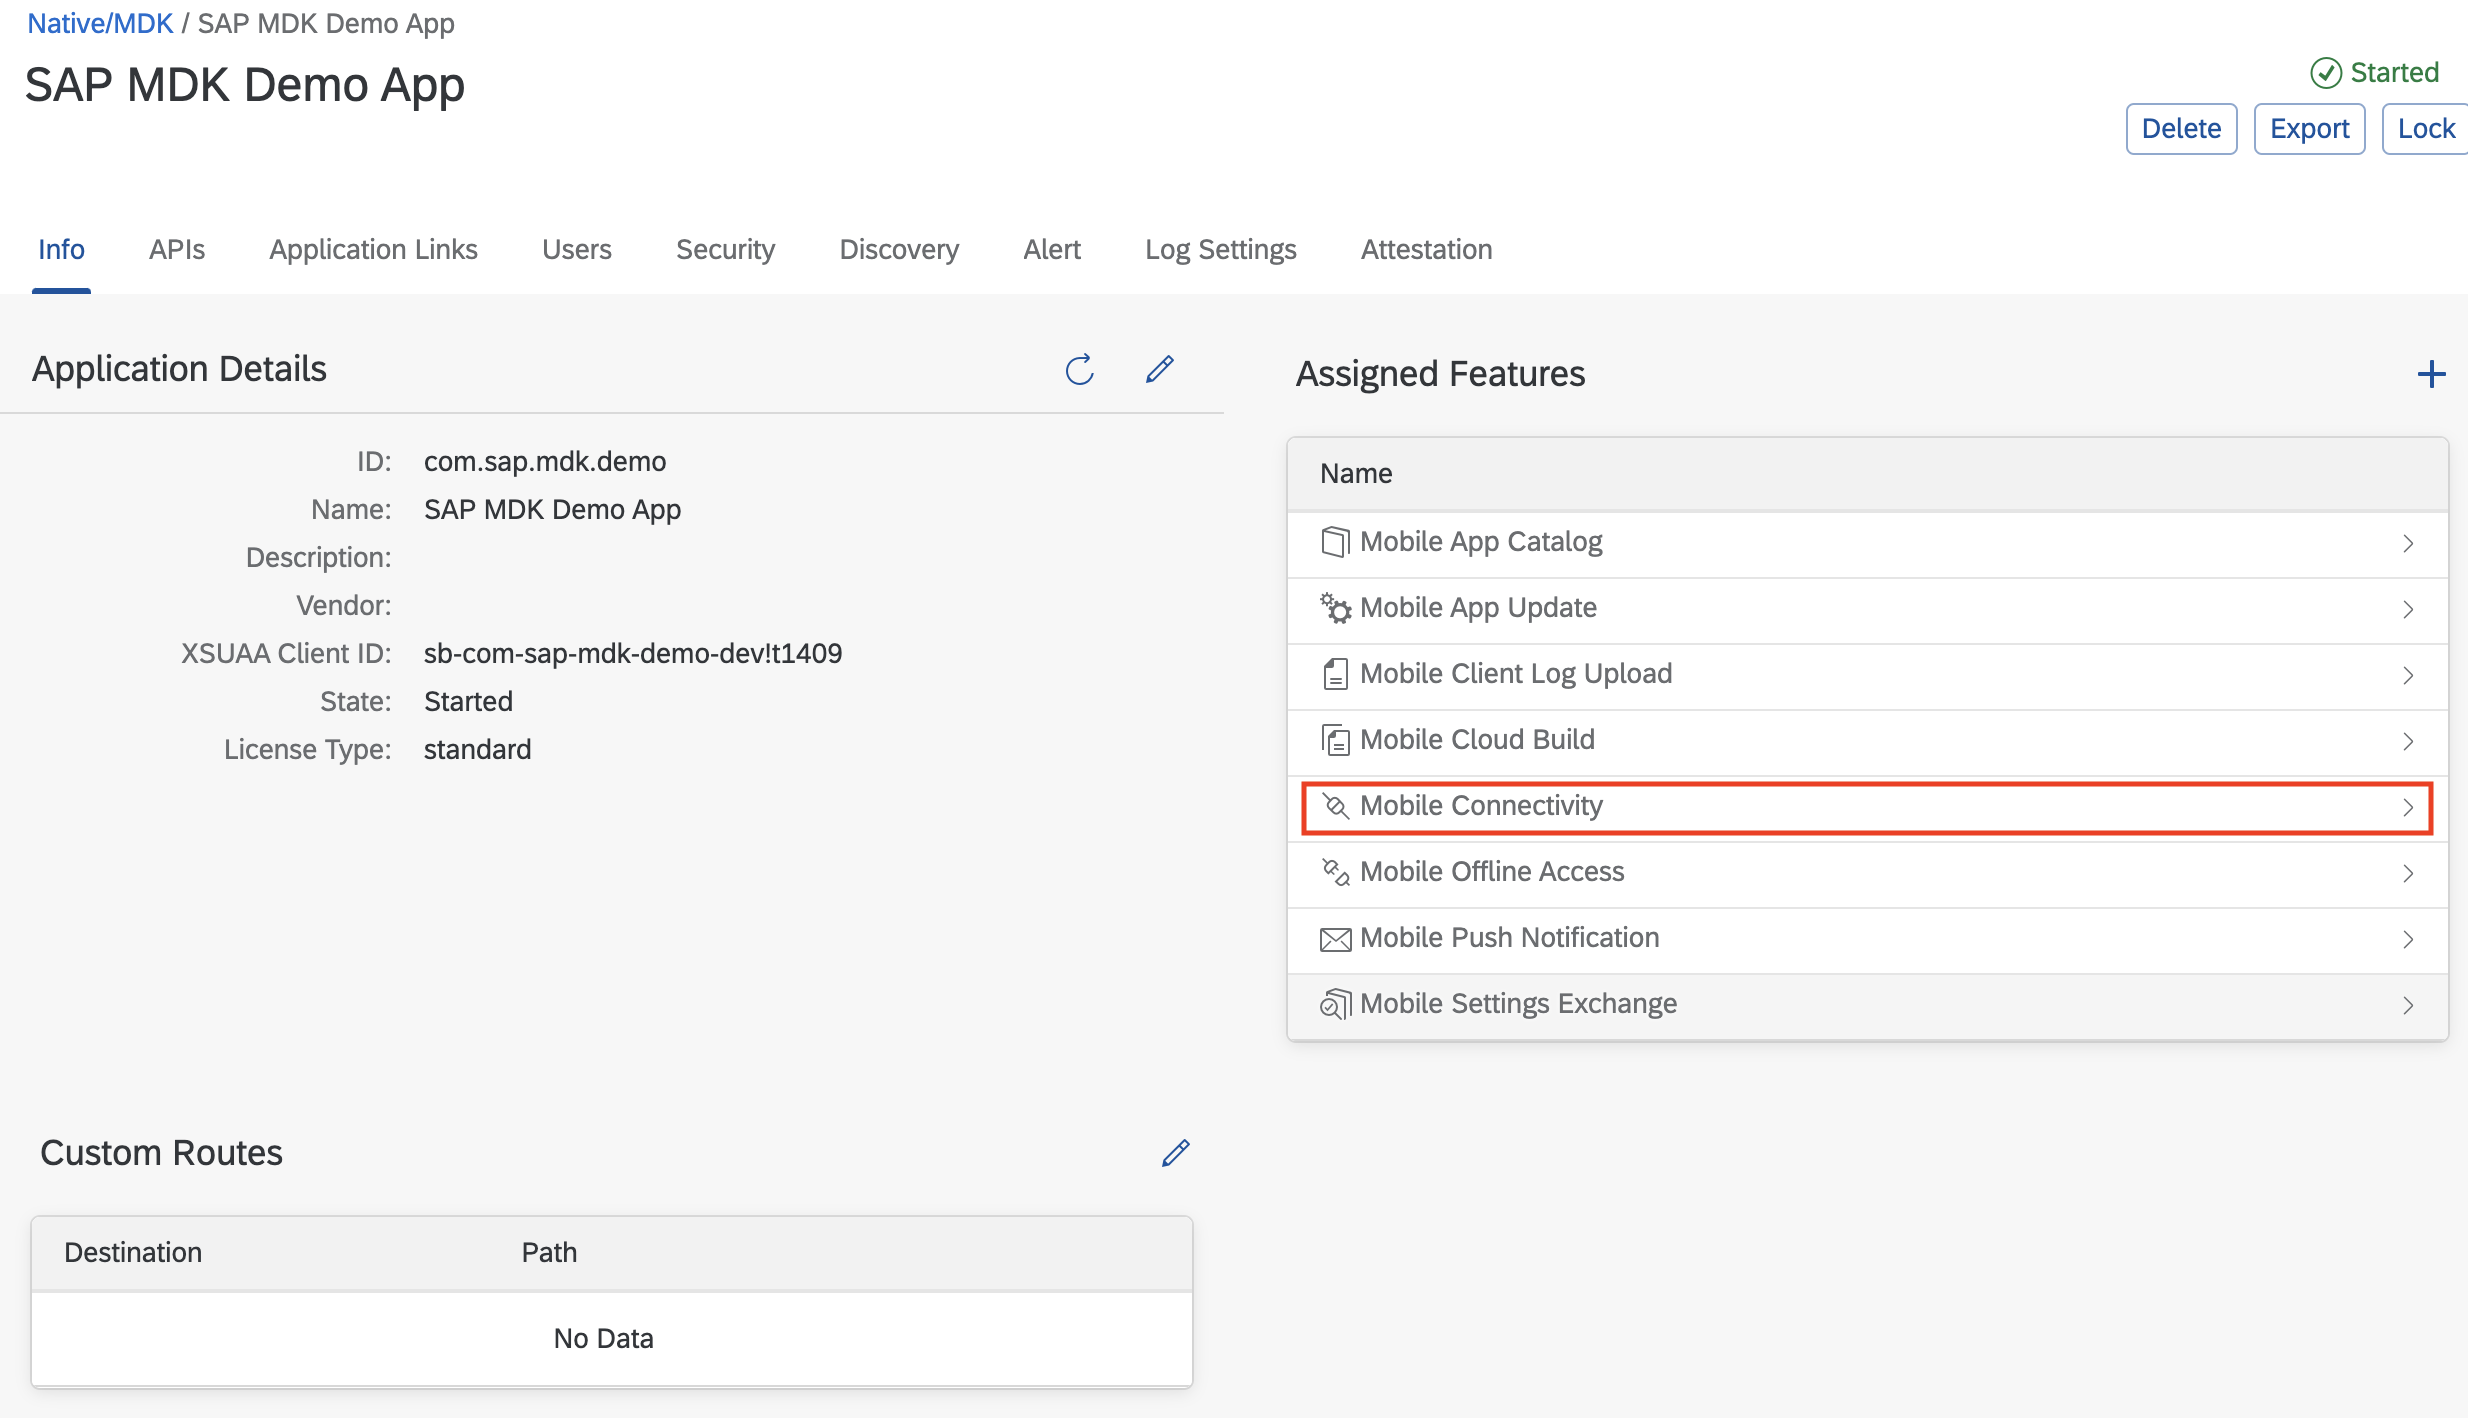 Native/MDK / SAP MDK Demo App
SAP MDK Demo App
Started
Delete Export Lock
Info APIs Application Links Users Security Discovery Alert Log Settings Attestation
Application Details
ID: com.sap.mdk.demo
Name: SAP MDK Demo App
Description:
Vendor:
XSUAA Client ID: sb-com-sap-mdk-demo-dev!t1409
State: Started
License Type: standard
Assigned Features
Name
Mobile App Catalog
Mobile App Update
Mobile Client Log Upload
Mobile Cloud Build
Mobile Connectivity
Mobile Offline Access
Mobile Push Notification
Mobile Settings Exchange
Custom Routes
Destination Path
No Data